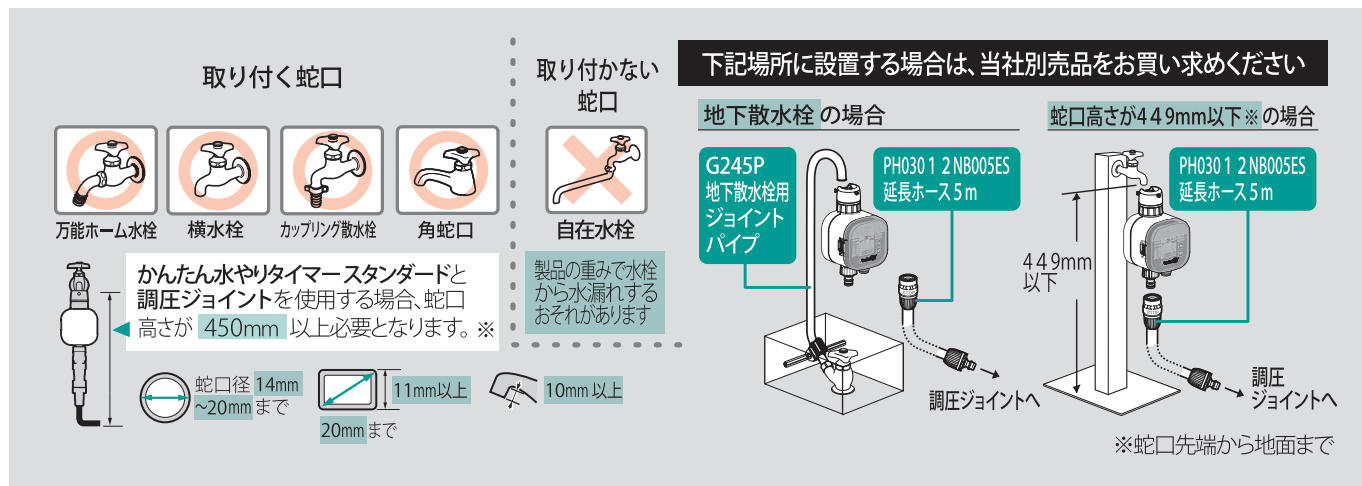 取り付く蛇口
万能ホーム水栓
横水栓
カップリング散水栓
角蛇口
かんたん水やりタイマー スタンダードと
調圧ジョイントを使用する場合、蛇口
高さが 450mm 以上必要となります。※
蛇口径 14mm
~20mm まで
11mm以上
20mm まで
10mm 以上
取り付かない
蛇口
自在水栓
製品の重みで水栓
から水漏れする
おそれがあります
下記場所に設置する場合は、当社別売品をお買い求めください
地下散水栓 の場合
G245P
地下散水栓用
ジョイント
パイプ
PH03012NB005ES
延長ホース5m
調圧ジョイントへ
蛇口高さが449mm以下※ の場合
PH03012NB005ES
延長ホース5m
449mm
以下
調圧
ジョイントへ
※蛇口先端から地面まで